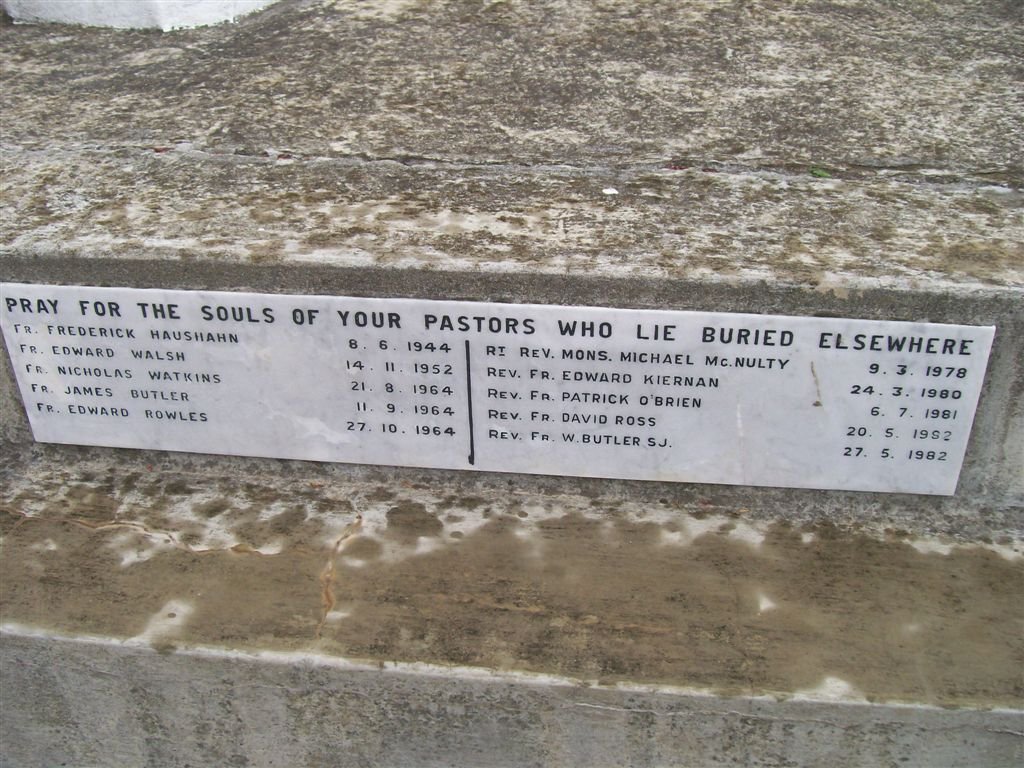 PRAY FOR THE SOULS OF YOUR PASTORS WHO LIE BURIED ELSEWHERE
FR. FREDERICK HAUSHAHN 8. 6. 1944
FR. EDWARD WALSH 14. 11. 1952
FR. NICHOLAS WATKINS 21. 8. 1964
FR. JAMES BUTLER 11. 9. 1964
FR. EDWARD ROWLES 27. 10. 1964
RT REV. MONS. MICHAEL MC.NULTY 9. 3. 1978
REV. FR. EDWARD KIERNAN 24. 3. 1980
REV. FR. PATRICK O'BRIEN 6. 7. 1981
REV. FR. DAVID ROSS 20. 5. 1982
REV. FR. W. BUTLER SJ. 27. 5. 1982